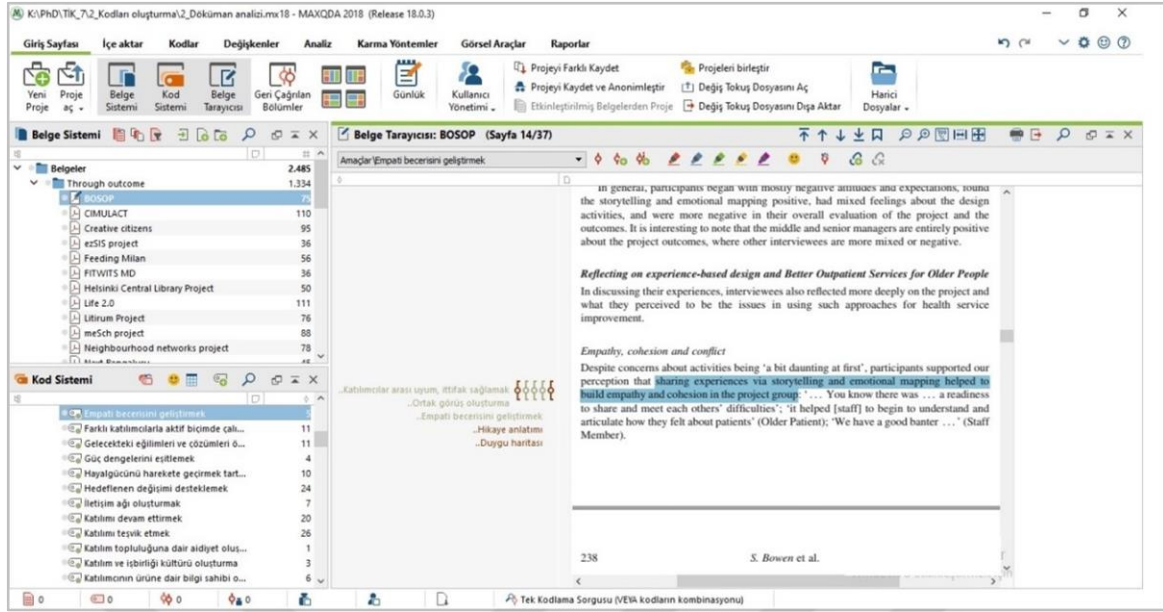 K:\PhD\TİK_7\2_Kodları oluşturma\2_Döküman analizi.mx18 - MAXQDA 2018 (Release 18.0.3)
Giriş Sayfası İçe aktar Kodlar Değişkenler Analiz Karma Yöntemler Görsel Araçlar Raporlar
Yeni Proje
Proje aç
Belge Sistemi
Kod Sistemi
Belge Tarayıcısı
Geri Çağrılan Bölümler
Günlük
Kullanıcı Yönetimi
Projeyi Farklı Kaydet
Projeyi Kaydet ve Anonimleştir
Etkinleştirilmiş Belgelerden Proje
Projeleri birleştir
Değiş Tokuş Dosyasını Aç
Değiş Tokuş Dosyasını Dışa Aktar
Harici Dosyalar
Belge Sistemi
Belgeler 2.485
Through outcome 1.334
BOSOP 75
CIMULACT 110
Creative citizens 95
ezSIS project 36
Feeding Milan 56
FITWITS MD 36
Helsinki Central Library Project 50
Life 2.0 111
Litirum Project 76
meSch project 88
Neighbourhood networks project 78
Kod Sistemi
Empati becerisini geliştirmek 5
Farklı katılımcılarla aktif biçimde çalı... 11
Gelecekteki eğilimleri ve çözümleri ö... 11
Güç dengelerini eşitlemek 4
Hayalgücünü harekete geçirmek tart... 10
Hedeflenen değişimi desteklemek 24
İletişim ağı oluşturmak 7
Katılımı devam ettirmek 20
Katılımı teşvik etmek 26
Katılım topluluğuna dair aidiyet oluş... 1
Katılım ve işbirliği kültürü oluşturma 3
Katılımcının ürüne dair bilgi sahibi o... 6
Belge Tarayıcısı: BOSOP (Sayfa 14/37)
Amaçlar\Empati becerisini geliştirmek
..Katılımcılar arası uyum, ittifak sağlamak
..Ortak görüş oluşturma
..Empati becerisini geliştirmek
..Hikaye anlatımı
..Duygu haritası
In general, participants began with mostly negative attitudes and expectations, found
the storytelling and emotional mapping positive, had mixed feelings about the design
activities, and were more negative in their overall evaluation of the project and the
outcomes. It is interesting to note that the middle and senior managers are entirely positive
about the project outcomes, where other interviewees are more mixed or negative.
Reflecting on experience-based design and Better Outpatient Services for Older People
In discussing their experiences, interviewees also reflected more deeply on the project and
what they perceived to be the issues in using such approaches for health service
improvement.
Empathy, cohesion and conflict
Despite concerns about activities being 'a bit daunting at first', participants supported our
perception that sharing experiences via storytelling and emotional mapping helped to
build empathy and cohesion in the project group: '... You know there was ... a readiness
to share and meet each others' difficulties'; 'it helped [staff] to begin to understand and
articulate how they felt about patients' (Older Patient); 'We have a good banter ...' (Staff
Member).
238 S. Bowen et al.
0 0 0 0 Tek Kodlama Sorgusu (VEYA kodların kombinasyonu)